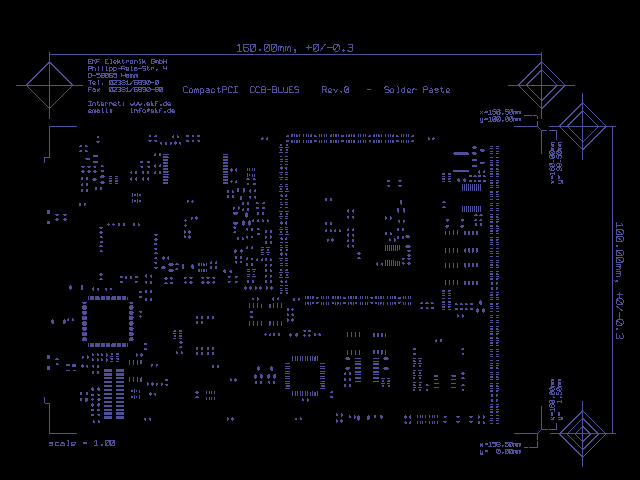 160.00mm, +0/-0.3
EKF Elektronik GmbH
Philipp-Reis-Str. 4
D-59065 Hamm
Tel. 02381/6890-0
Fax 02381/6890-90
CompactPCI CC8-BLUES Rev.0 - Solder Paste
Internet: www.ekf.de
email: info@ekf.de
x=158.50mm
y=100.00mm
100.00mm, +0/-0.3
scale = 1.00
x=158.50mm
y= 0.00mm